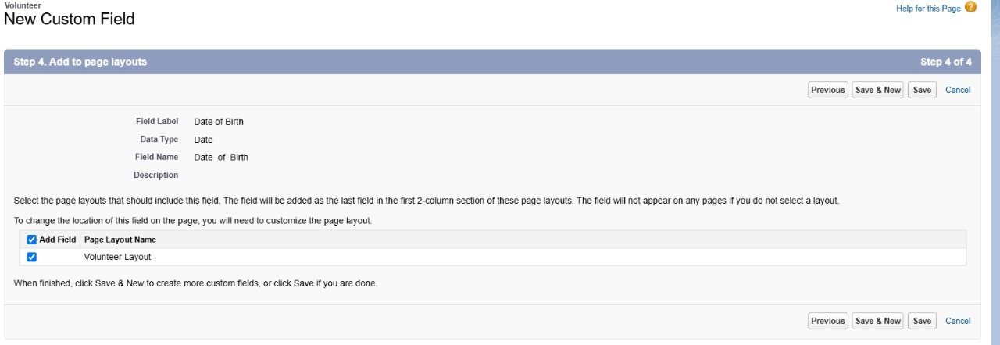 Volunteer
New Custom Field
Help for this Page ?
Step 4. Add to page layouts Step 4 of 4
Previous Save & New Save Cancel
Field Label Date of Birth
Data Type Date
Field Name Date_of_Birth
Description
Select the page layouts that should include this field. The field will be added as the last field in the first 2-column section of these page layouts. The field will not appear on any pages if you do not select a layout.
To change the location of this field on the page, you will need to customize the page layout.
Add Field Page Layout Name
Volunteer Layout
When finished, click Save & New to create more custom fields, or click Save if you are done.
Previous Save & New Save Cancel